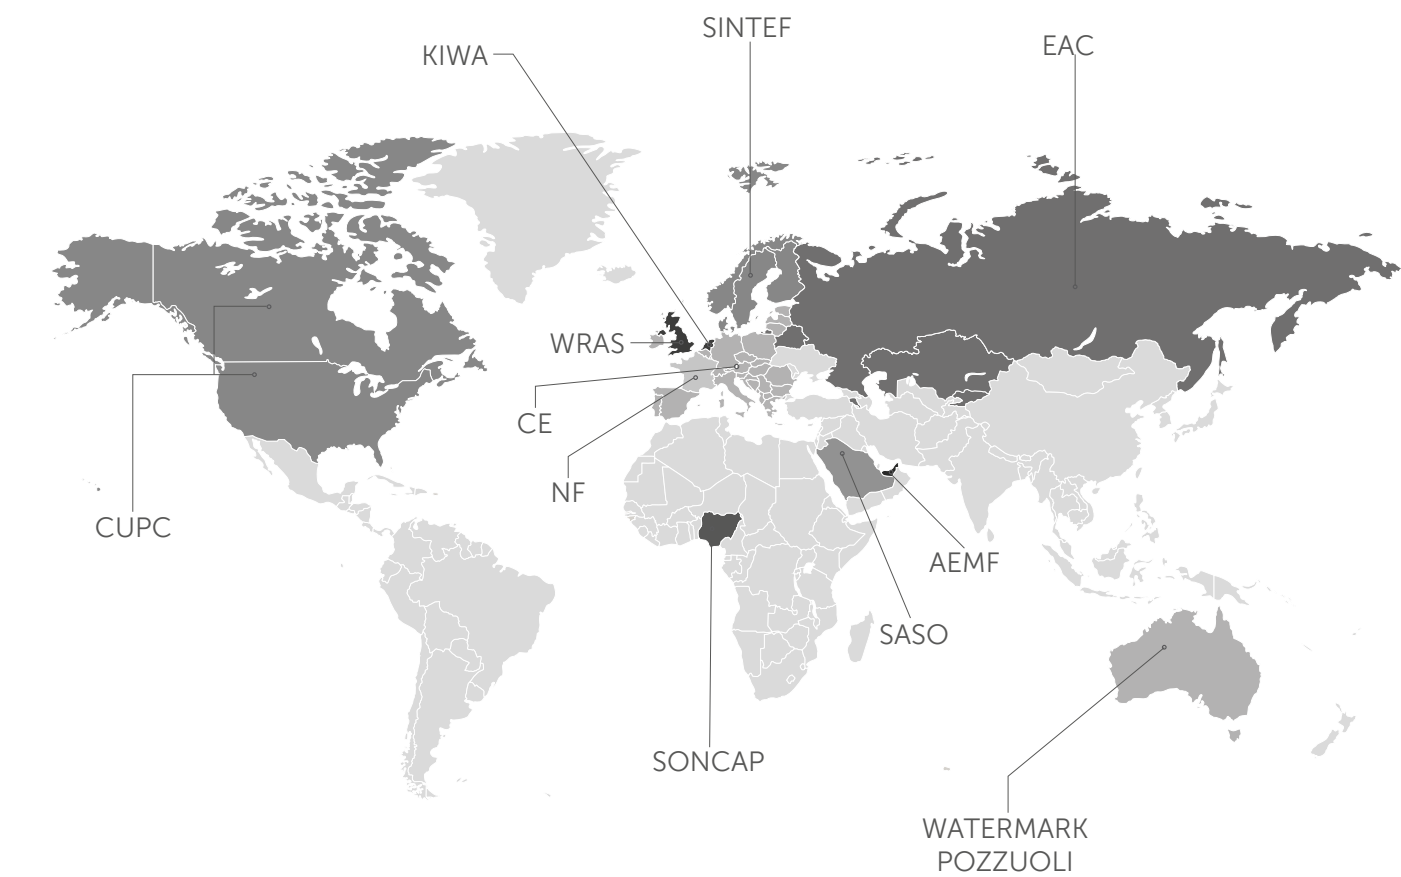 SINTEF
EAC
KIWA
WRAS
CE
NF
CUPC
AEMF
SASO
SONCAP
WATERMARK
POZZUOLI